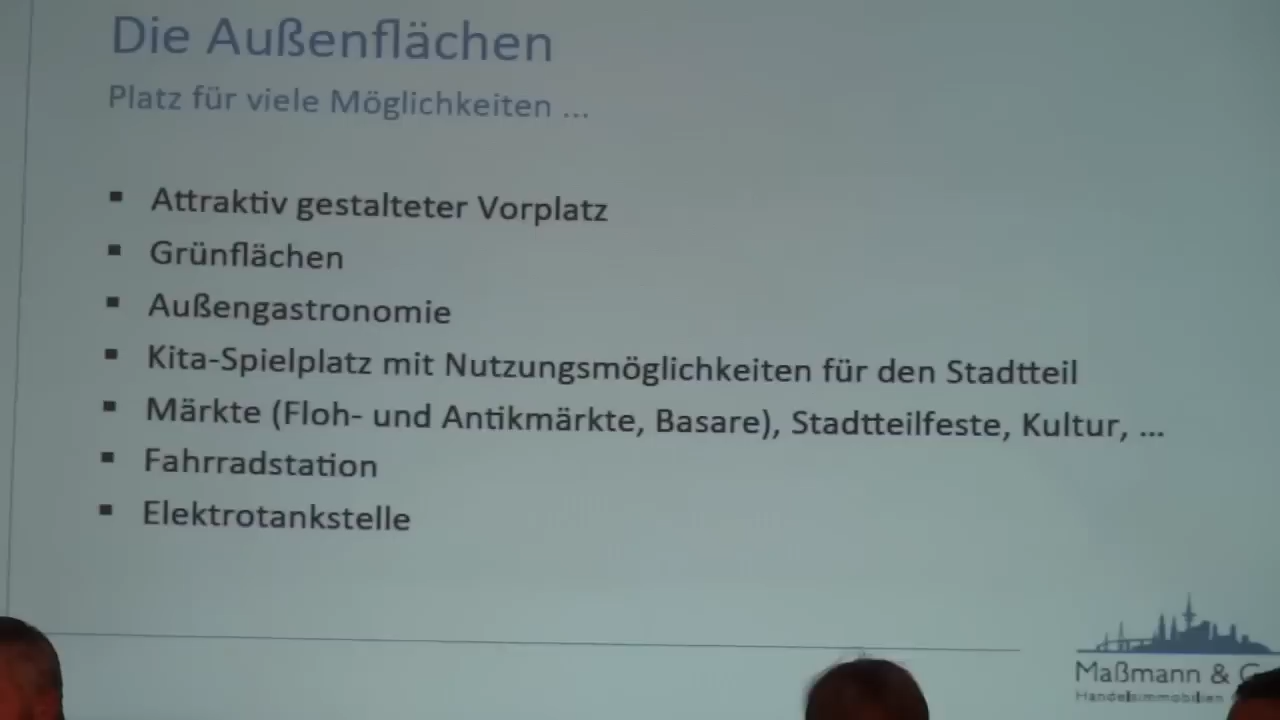 Die Außenflächen
Platz für viele Möglichkeiten ...
▪ Attraktiv gestalteter Vorplatz
▪ Grünflächen
▪ Außengastronomie
▪ Kita-Spielplatz mit Nutzungsmöglichkeiten für den Stadtteil
▪ Märkte (Floh- und Antikmärkte, Basare), Stadtteilfeste, Kultur, ...
▪ Fahrradstation
▪ Elektrotankstelle
Maßmann &
Handelsimmobilien